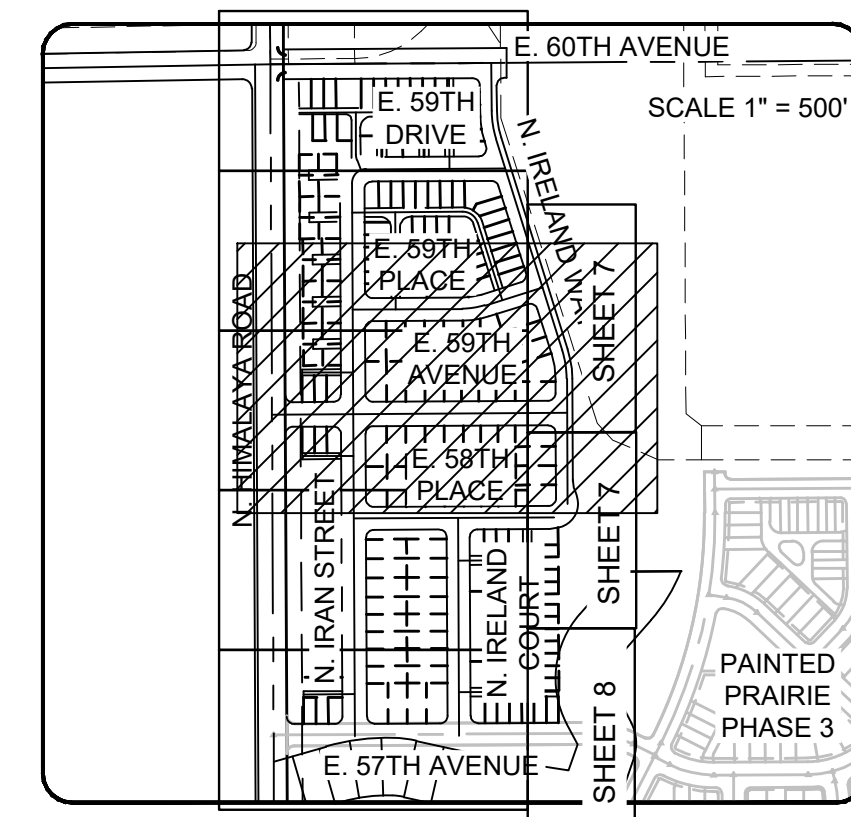 E. 60TH AVENUE
SCALE 1" = 500'
E. 59TH
DRIVE
N. IRELAND
E. 59TH
PLACE
SHEET 7
N. HIMALAYA ROAD
E. 59TH
AVENUE
E. 58TH
PLACE
SHEET 7
N. IRAN STREET
N. IRELAND
COURT
PAINTED
PRAIRIE
PHASE 3
SHEET 8
E. 57TH AVENUE